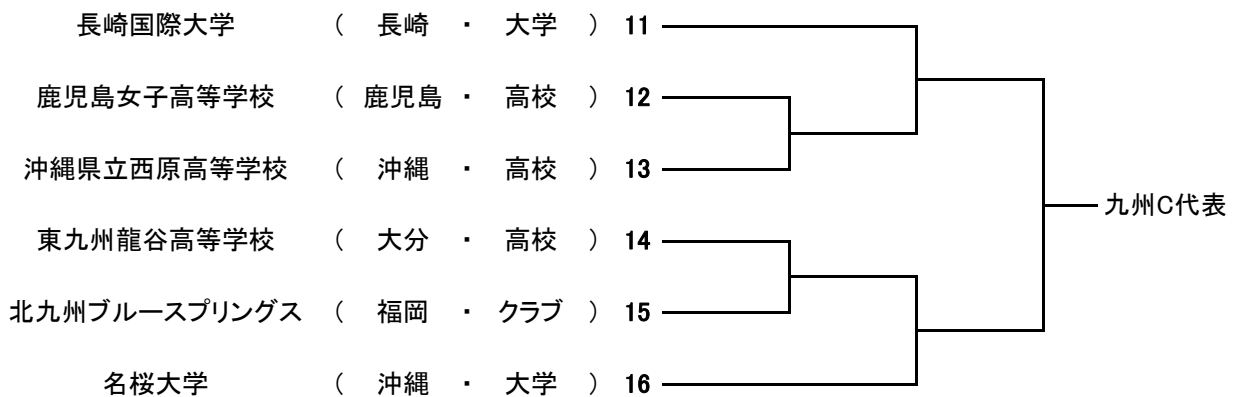 長崎国際大学 （ 長崎 ・ 大学 ） 11
鹿児島女子高等学校 （ 鹿児島 ・ 高校 ） 12
沖縄県立西原高等学校 （ 沖縄 ・ 高校 ） 13
九州C代表
東九州龍谷高等学校 （ 大分 ・ 高校 ） 14
北九州ブルースプリングス （ 福岡 ・ クラブ ） 15
名桜大学 （ 沖縄 ・ 大学 ） 16